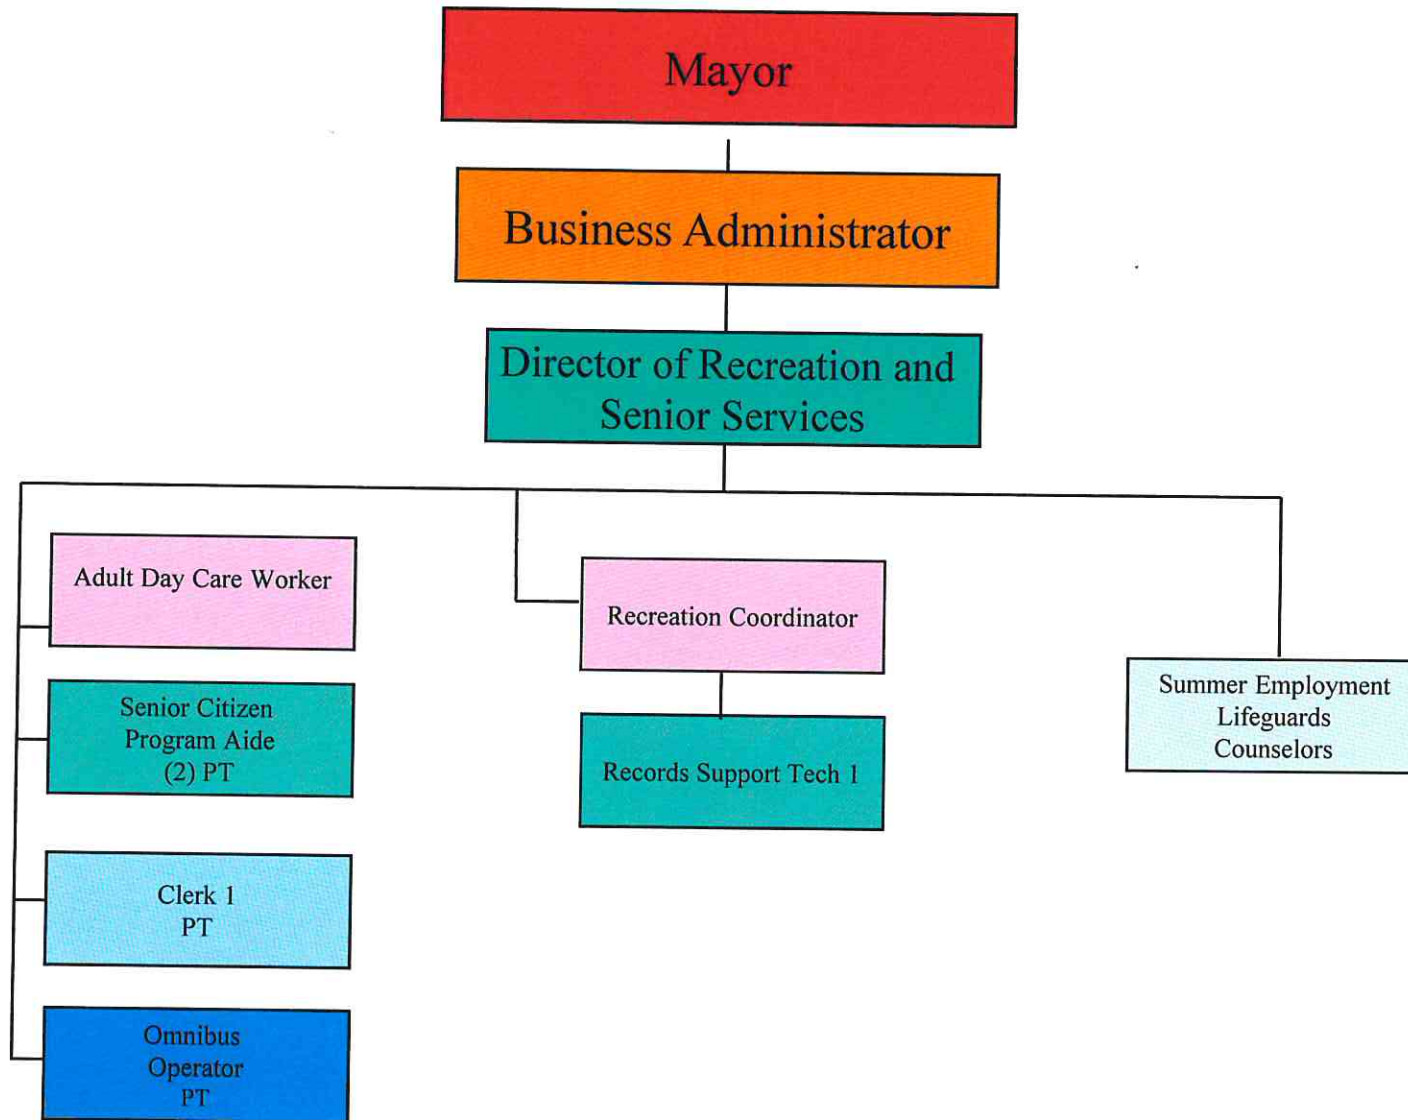 Mayor
Business Administrator
Director of Recreation and
Senior Services
Adult Day Care Worker
Senior Citizen
Program Aide
(2) PT
Clerk 1
PT
Omnibus
Operator
PT
Recreation Coordinator
Records Support Tech 1
Summer Employment
Lifeguards
Counselors